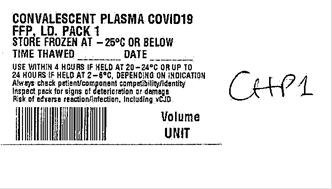 CONVALESCENT PLASMA COVID19
FFP, LD, PACK 1
STORE FROZEN AT -25°C OR BELOW
TIME THAWED ________ DATE ________
USE WITHIN 4 HOURS IF HELD AT 20-24°C OR UP TO
24 HOURS IF HELD AT 2-6°C, DEPENDING ON INDICATION
Always check patient/component compatibility/identity
Inspect pack for signs of deterioration or damage
Risk of adverse reaction/infection, including vCJD
CHP1
Volume
UNIT